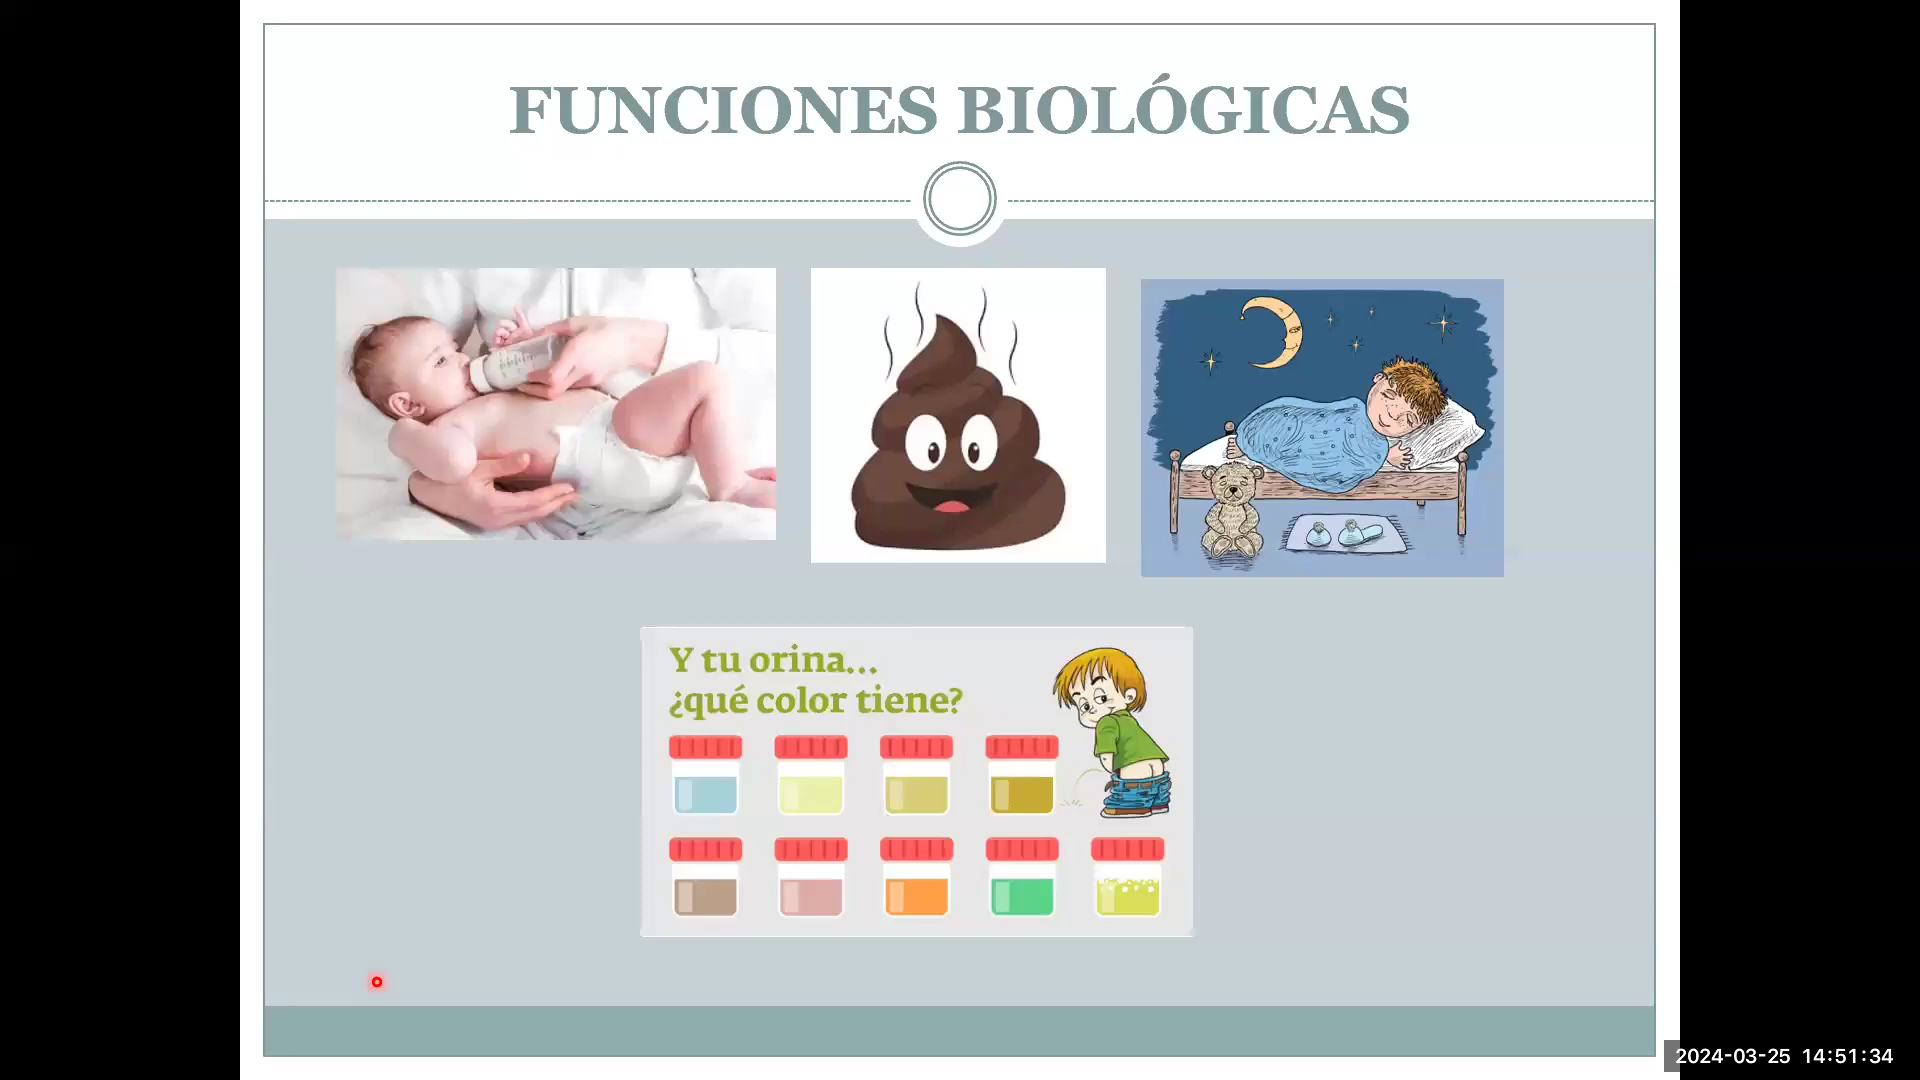 FUNCIONES BIOLÓGICAS
Y tu orina...
¿qué color tiene?
2024-03-25 14:51:34